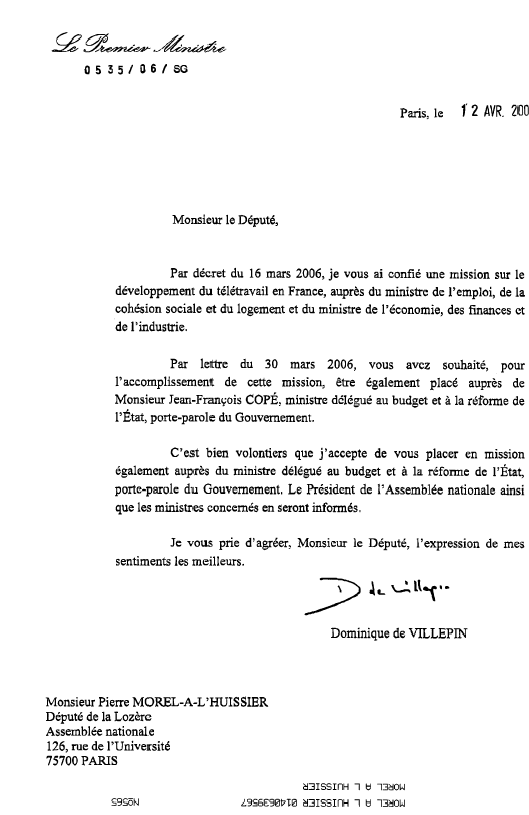 Le Premier Ministre
0535/06/SG
Paris, le 12 AVR. 200
Monsieur le Député,
Par décret du 16 mars 2006, je vous ai confié une mission sur le
développement du télétravail en France, auprès du ministre de l'emploi, de la
cohésion sociale et du logement et du ministre de l'économie, des finances et
de l'industrie.
Par lettre du 30 mars 2006, vous avez souhaité, pour
l'accomplissement de cette mission, être également placé auprès de
Monsieur Jean-François COPÉ, ministre délégué au budget et à la réforme de
l'État, porte-parole du Gouvernement.
C'est bien volontiers que j'accepte de vous placer en mission
également auprès du ministre délégué au budget et à la réforme de l'État,
porte-parole du Gouvernement. Le Président de l'Assemblée nationale ainsi
que les ministres concernés en seront informés.
Je vous prie d'agréer, Monsieur le Député, l'expression de mes
sentiments les meilleurs.
D de Villepin
Dominique de VILLEPIN
Monsieur Pierre MOREL-A-L'HUISSIER
Député de la Lozère
Assemblée nationale
126, rue de l'Université
75700 PARIS
MOREL A L HUISSIER
MOREL A L HUISSIER 0140639567 N°0565